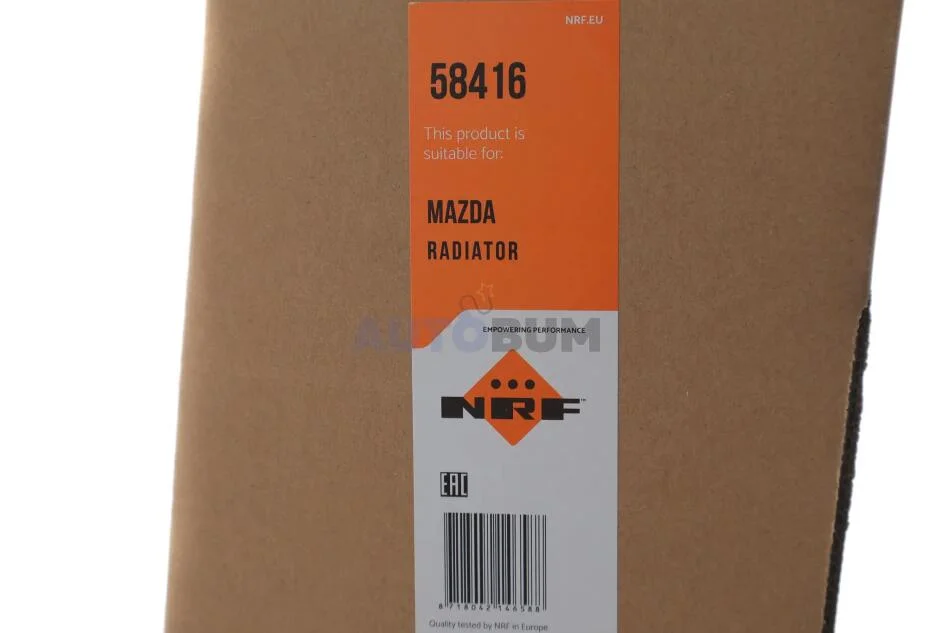 NRF.EU
58416
This product is
suitable for:
MAZDA
RADIATOR
AUTOBUM
EMPOWERING PERFORMANCE
NRF™
EAC
8 718042 146588
Quality tested by NRF in Europe